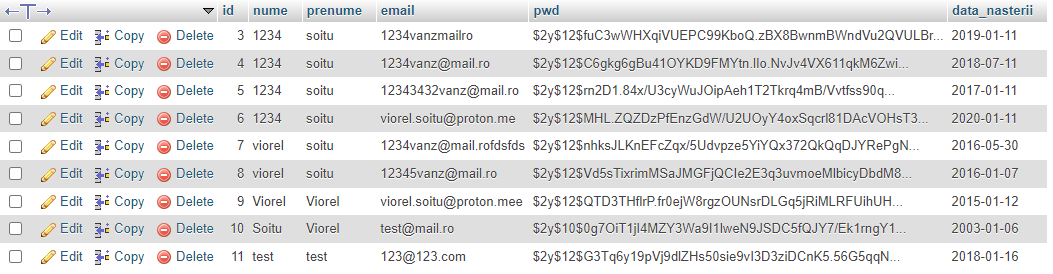 id nume prenume email pwd data_nasterii
Edit Copy Delete 3 1234 soitu 1234vanzmailro $2y$12$fuC3wWHXqiVUEPC99KboQ.zBX8BwnmBWndVu2QVULBr... 2019-01-11
Edit Copy Delete 4 1234 soitu 1234vanz@mail.ro $2y$12$C6gkg6gBu41OYKD9FMYtn.lIo.NvJv4VX611qkM6Zwi... 2018-07-11
Edit Copy Delete 5 1234 soitu 12343432vanz@mail.ro $2y$12$rn2D1.84x/U3cyWuJOipAeh1T2Tkrq4mB/Vvtfss90q... 2017-01-11
Edit Copy Delete 6 1234 soitu viorel.soitu@proton.me $2y$12$MHL.ZQZDzPfEnzGdW/U2UOyY4oxSqcrl81DAcVOHsT3... 2020-01-11
Edit Copy Delete 7 viorel soitu 1234vanz@mail.rofdsfds $2y$12$nhksJLKnEFcZqx/5Udvpze5YiYQx372QkQqDJYRePgN... 2016-05-30
Edit Copy Delete 8 viorel soitu 12345vanz@mail.ro $2y$12$Vd5sTixrimMSaJMGFjQCIe2E3q3uvmoeMlbicyDbdM8... 2016-01-07
Edit Copy Delete 9 Viorel Viorel viorel.soitu@proton.mee $2y$12$QTD3THflrP.fr0ejW8rgzOUNsrDLGq5jRiMLRFUihUH... 2015-01-12
Edit Copy Delete 10 Soitu Viorel test@mail.ro $2y$10$0g7OiT1jl4MZY3Wa9I1lweN9JSDC5fQJY7/Ek1rngY1... 2003-01-06
Edit Copy Delete 11 test test 123@123.com $2y$12$G3Tq6y19pVj9dlZHs50sie9vI3D3ziDCnK5.56G5qqN... 2018-01-16